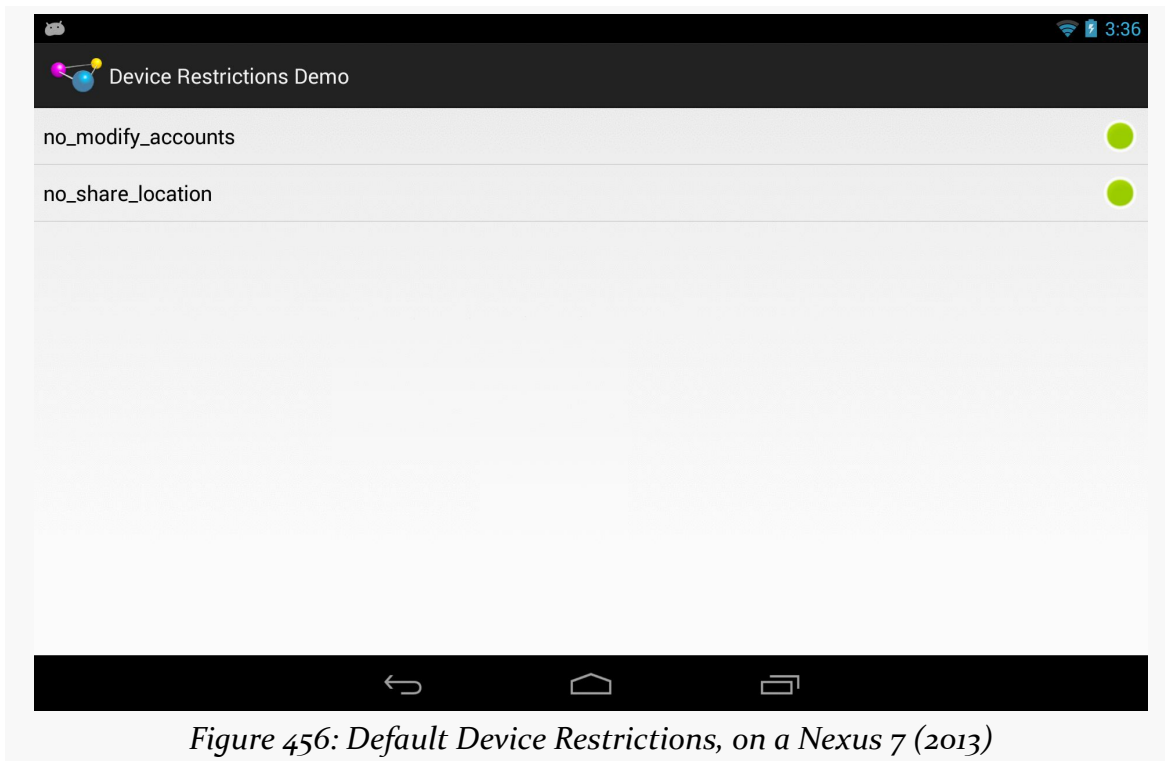 3:36
Device Restrictions Demo
no_modify_accounts
no_share_location
Figure 456: Default Device Restrictions, on a Nexus 7 (2013)